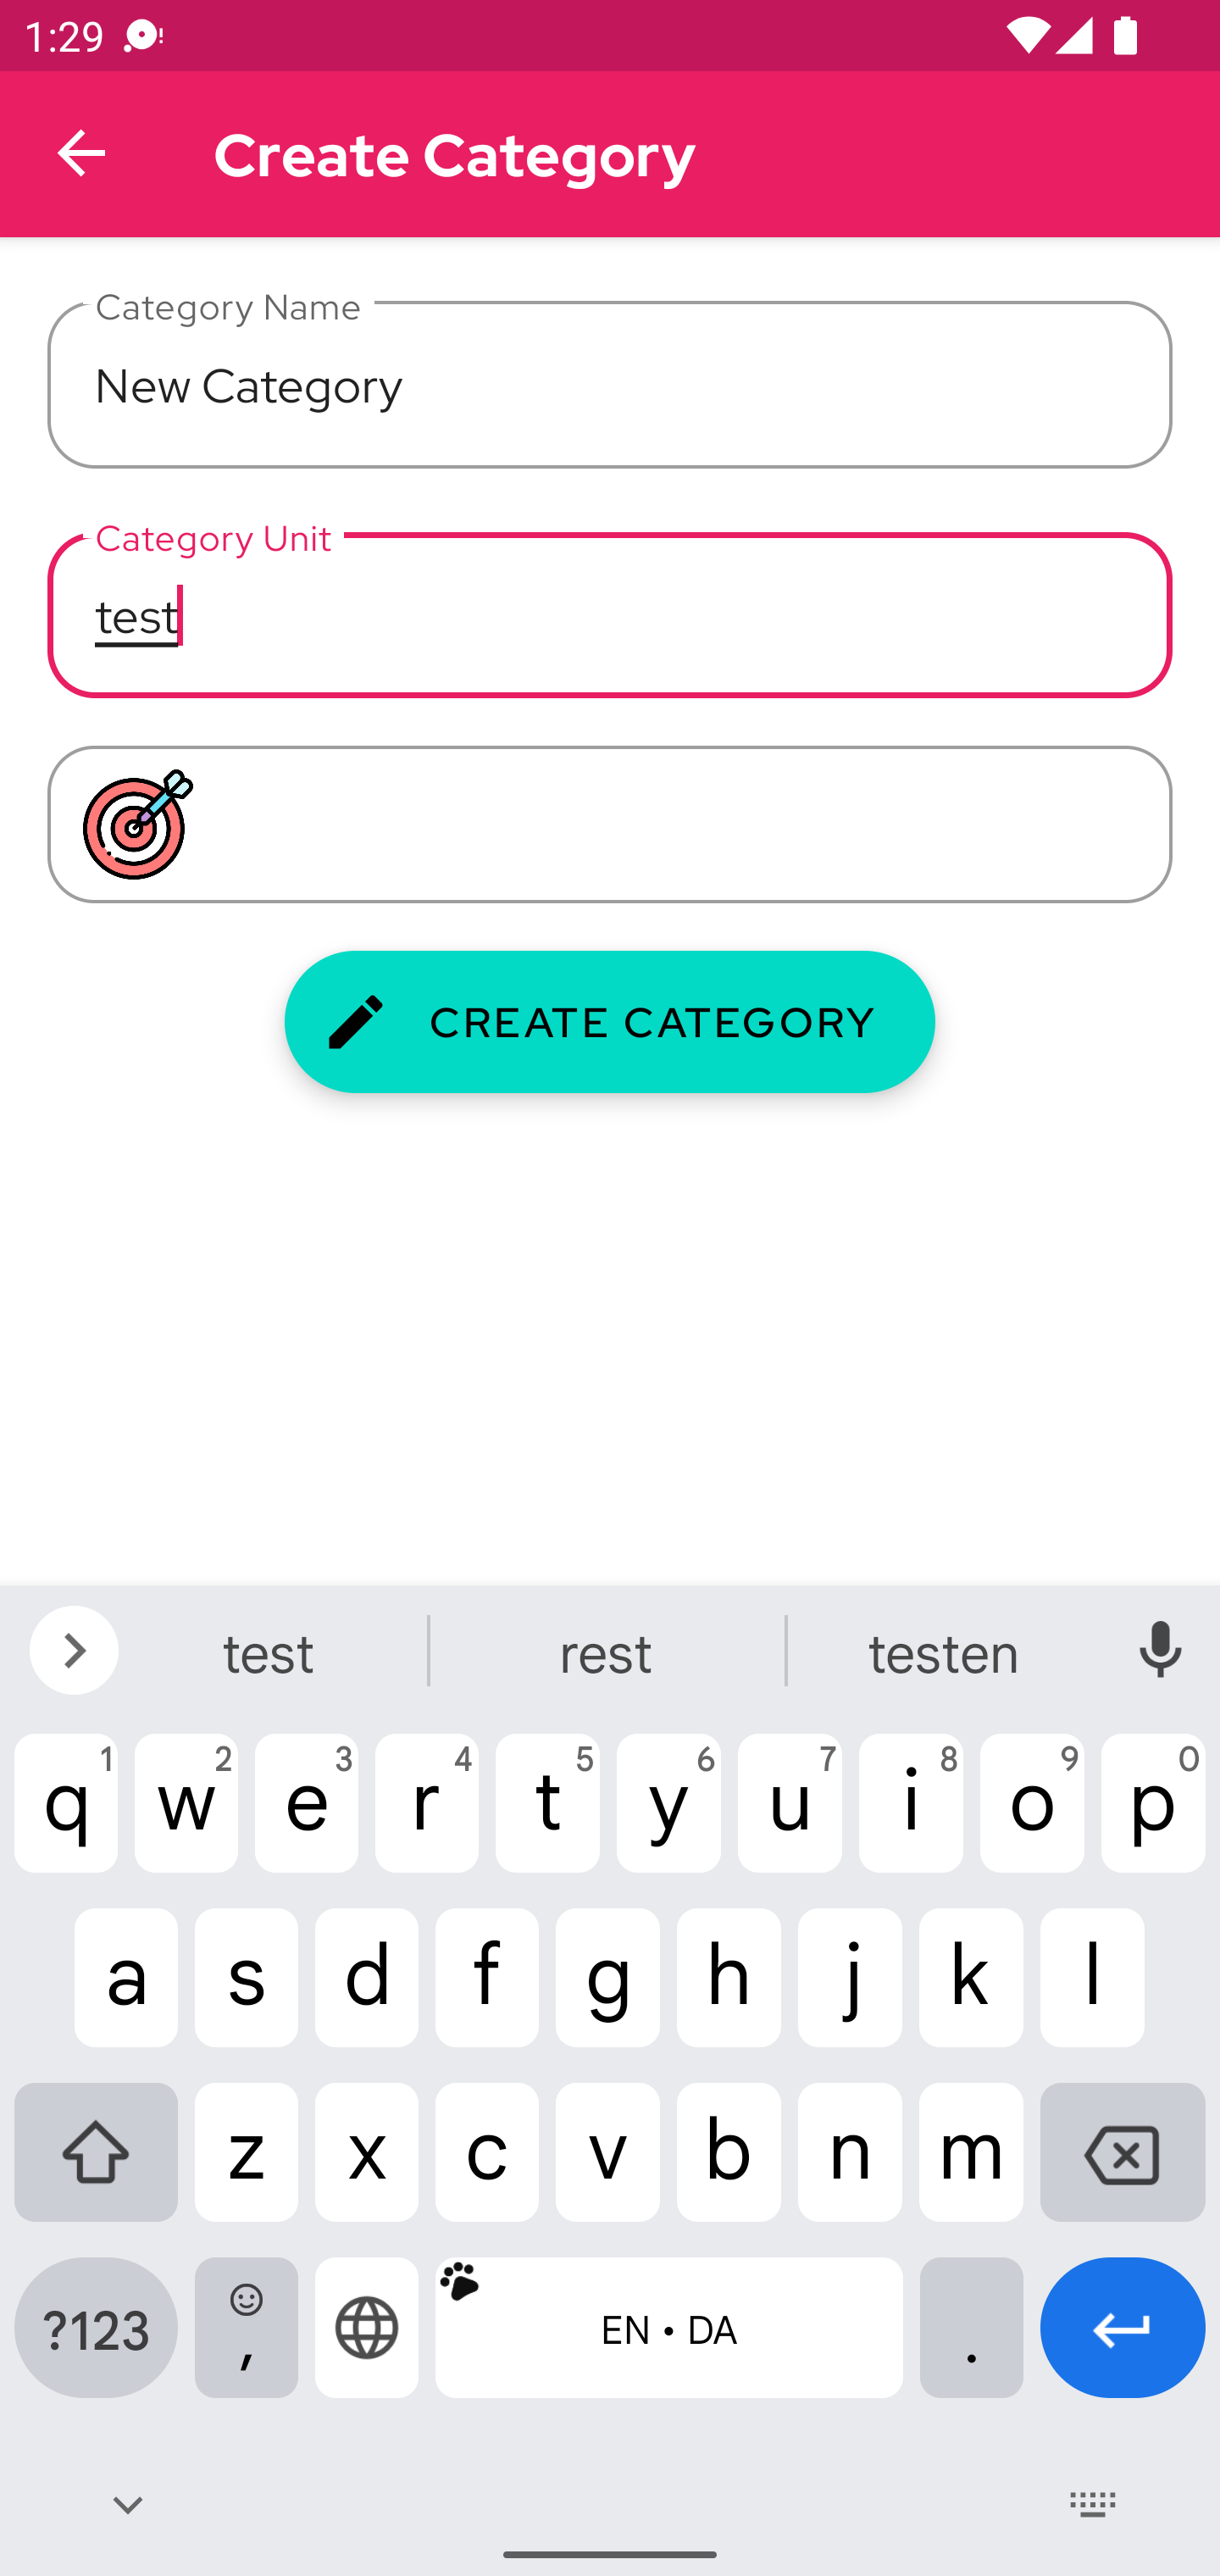 1:29
Create Category
Category Name
New Category
Category Unit
test
CREATE CATEGORY
test rest testen
1 2 3 4 5 6 7 8 9 0
q w e r t y u i o p
a s d f g h j k l
z x c v b n m
?123 , EN • DA .